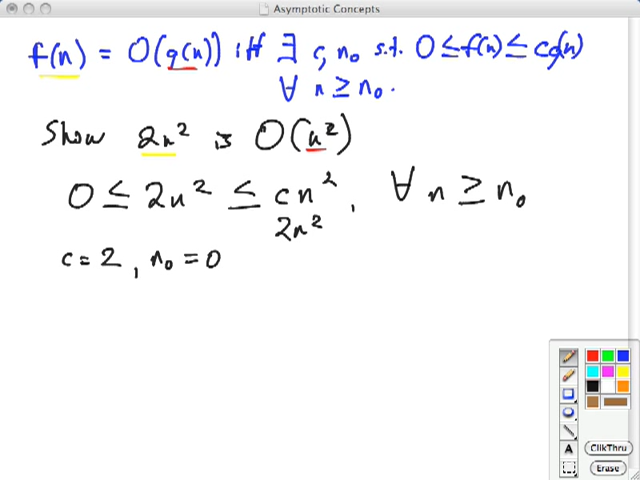 Asymptotic Concepts
f(n) = O(g(n)) iff ∃ c, n₀ s.t. 0 ≤ f(n) ≤ cg(n)
∀ n ≥ n₀.
Show 2n² is O(n²)
0 ≤ 2n² ≤ cn², ∀ n ≥ n₀
2n²
c = 2, n₀ = 0
A
ClikThru
Erase